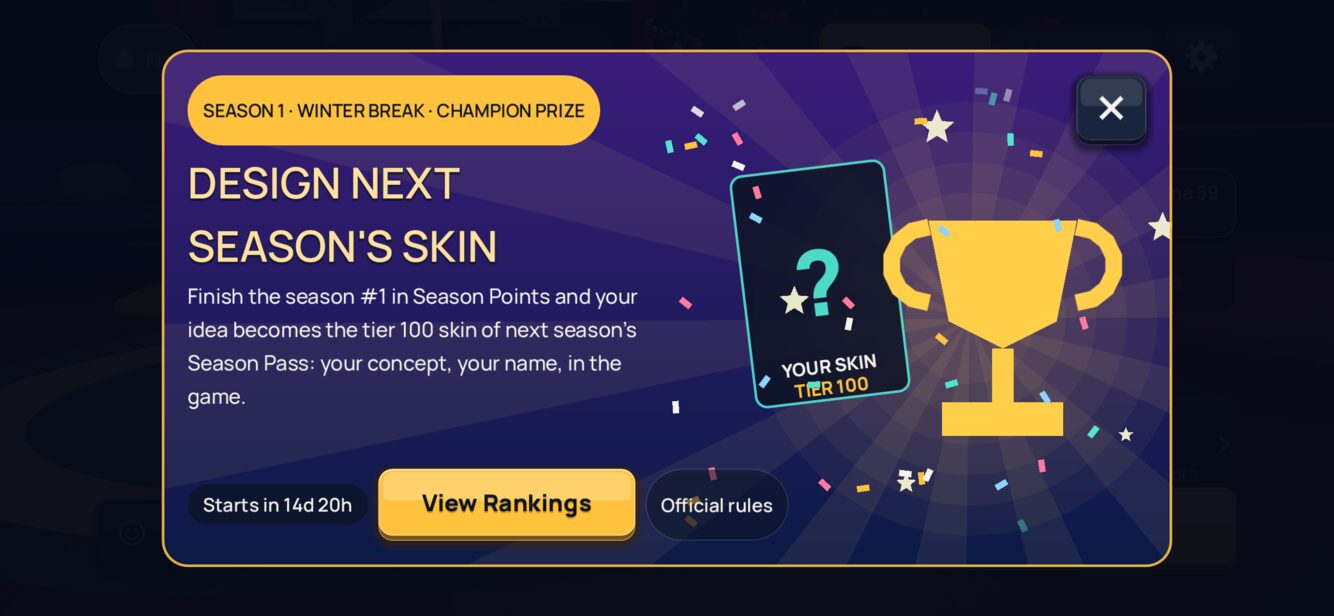 SEASON 1 · WINTER BREAK · CHAMPION PRIZE
DESIGN NEXT
SEASON'S SKIN
Finish the season #1 in Season Points and your
idea becomes the tier 100 skin of next season's
Season Pass: your concept, your name, in the
game.
?
YOUR SKIN
TIER 100
Starts in 14d 20h
View Rankings
Official rules